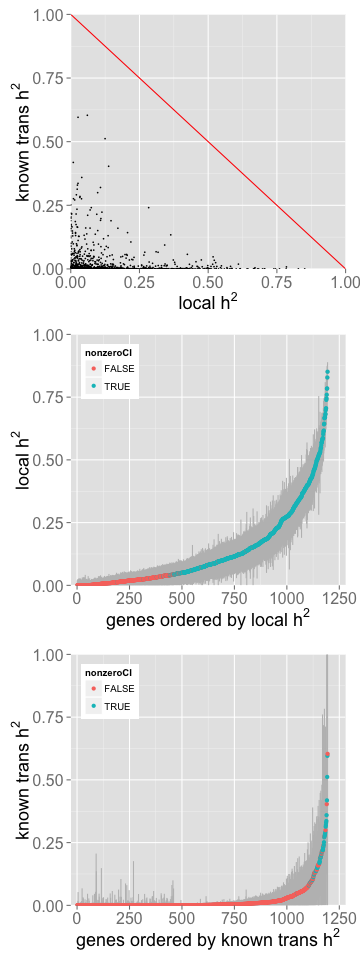 1.00
0.75
0.50
0.25
0.00
known trans h²
0.00 0.25 0.50 0.75 1.00
local h²
1.00
0.75
0.50
0.25
0.00
local h²
nonzeroCI
FALSE
TRUE
0 250 500 750 1000 1250
genes ordered by local h²
1.00
0.75
0.50
0.25
0.00
known trans h²
nonzeroCI
FALSE
TRUE
0 250 500 750 1000 1250
genes ordered by known trans h²